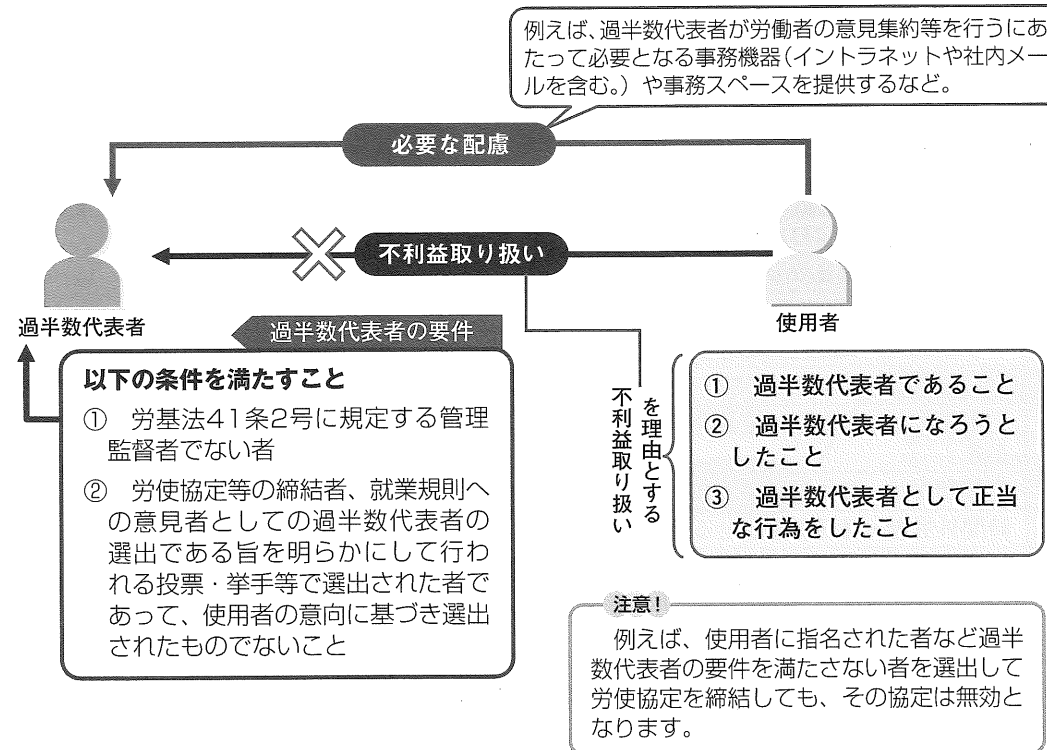 例えば、過半数代表者が労働者の意見集約等を行うにあ
たって必要となる事務機器(イントラネットや社内メー
ルを含む。)や事務スペースを提供するなど。
必要な配慮
不利益取り扱い
過半数代表者
使用者
過半数代表者の要件
以下の条件を満たすこと
① 労基法41条2号に規定する管理
監督者でない者
② 労使協定等の締結者、就業規則へ
の意見者としての過半数代表者の
選出である旨を明らかにして行わ
れる投票・挙手等で選出された者で
あって、使用者の意向に基づき選出
されたものでないこと
を理由とする
不利益取り扱い
① 過半数代表者であること
② 過半数代表者になろうと
したこと
③ 過半数代表者として正当
な行為をしたこと
注意!
例えば、使用者に指名された者など過半
数代表者の要件を満たさない者を選出して
労使協定を締結しても、その協定は無効と
なります。